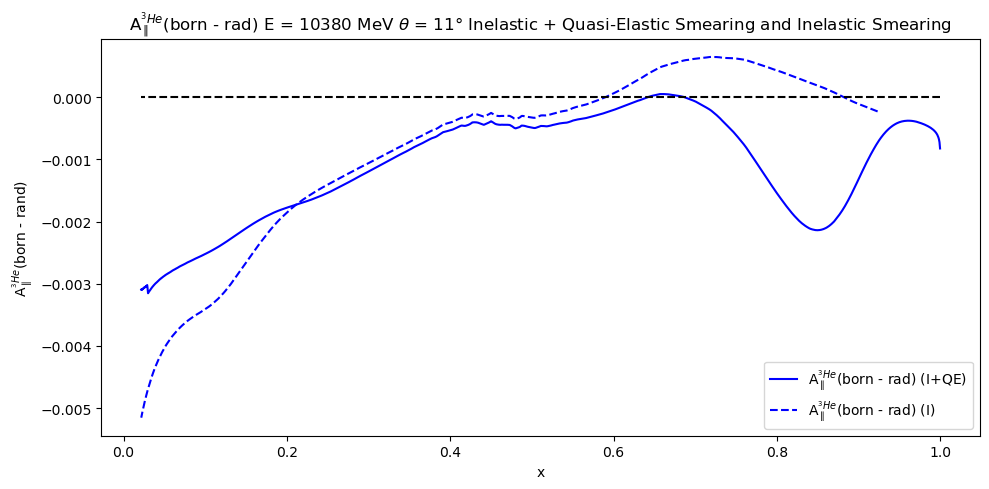 A∥³ᴴᵉ(born - rad) E = 10380 MeV θ = 11° Inelastic + Quasi-Elastic Smearing and Inelastic Smearing
A∥³ᴴᵉ(born - rand)
0.000
−0.001
−0.002
−0.003
−0.004
−0.005
A∥³ᴴᵉ(born - rad) (I+QE)
A∥³ᴴᵉ(born - rad) (I)
0.0 0.2 0.4 0.6 0.8 1.0
x